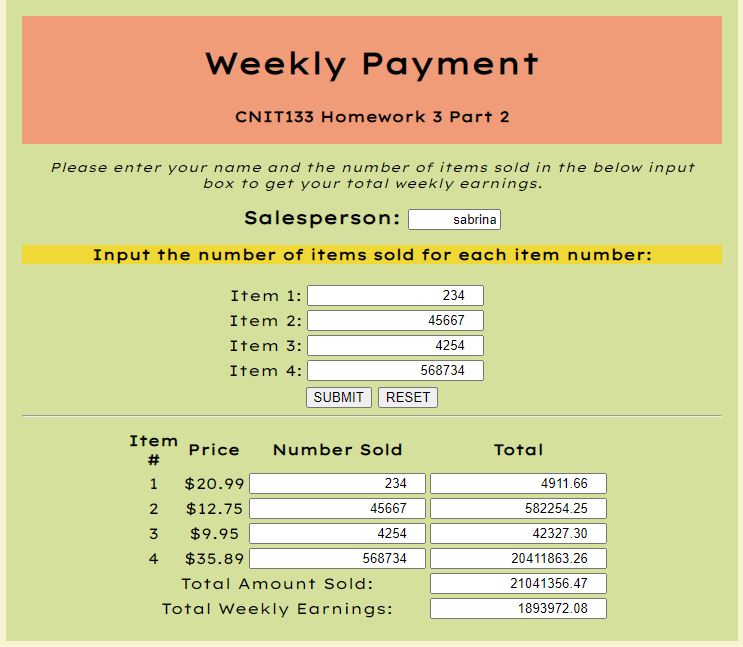 Weekly Payment
CNIT133 Homework 3 Part 2
Please enter your name and the number of items sold in the below input
box to get your total weekly earnings.
Salesperson: sabrina
Input the number of items sold for each item number:
Item 1: 234
Item 2: 45667
Item 3: 4254
Item 4: 568734
SUBMIT RESET
Item # Price Number Sold Total
1 $20.99 234 4911.66
2 $12.75 45667 582254.25
3 $9.95 4254 42327.30
4 $35.89 568734 20411863.26
Total Amount Sold: 21041356.47
Total Weekly Earnings: 1893972.08